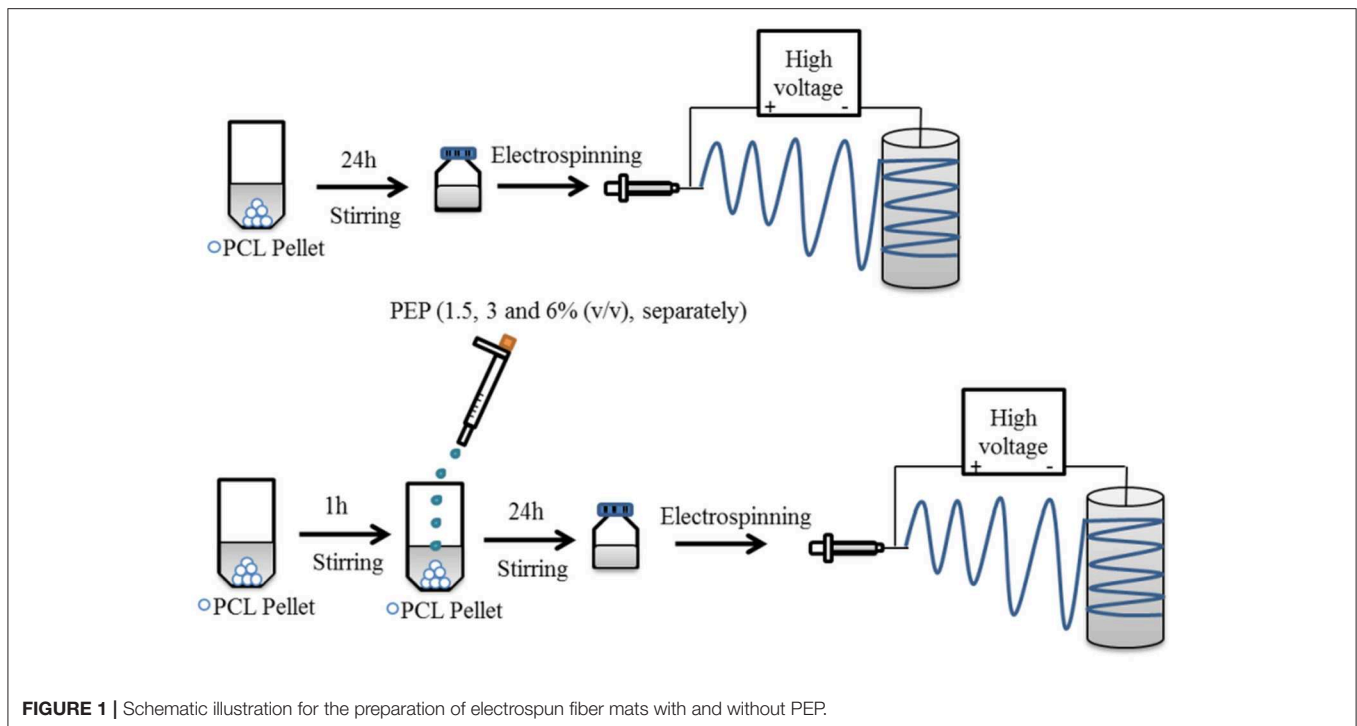 High
voltage
+ -
24h
Stirring
Electrospinning
PCL Pellet
PEP (1.5, 3 and 6% (v/v), separately)
High
voltage
+ -
1h
Stirring
24h
Stirring
Electrospinning
PCL Pellet
PCL Pellet
FIGURE 1 | Schematic illustration for the preparation of electrospun fiber mats with and without PEP.